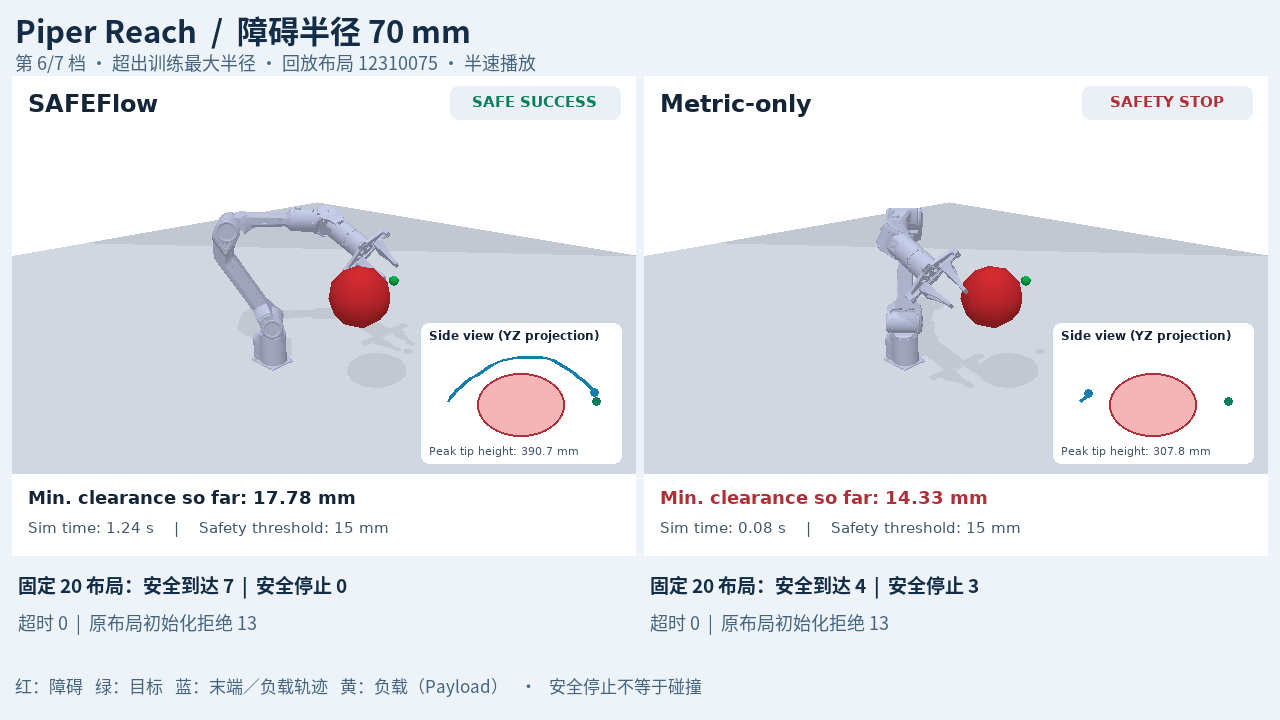 Piper Reach / 障碍半径 70 mm
第 6/7 档 · 超出训练最大半径 · 回放布局 12310075 · 半速播放
SAFEFlow
SAFE SUCCESS
Side view (YZ projection)
Peak tip height: 390.7 mm
Min. clearance so far: 17.78 mm
Sim time: 1.24 s | Safety threshold: 15 mm
固定 20 布局：安全到达 7 | 安全停止 0
超时 0 | 原布局初始化拒绝 13
Metric-only
SAFETY STOP
Side view (YZ projection)
Peak tip height: 307.8 mm
Min. clearance so far: 14.33 mm
Sim time: 0.08 s | Safety threshold: 15 mm
固定 20 布局：安全到达 4 | 安全停止 3
超时 0 | 原布局初始化拒绝 13
红：障碍 绿：目标 蓝：末端／负载轨迹 黄：负载（Payload） · 安全停止不等于碰撞